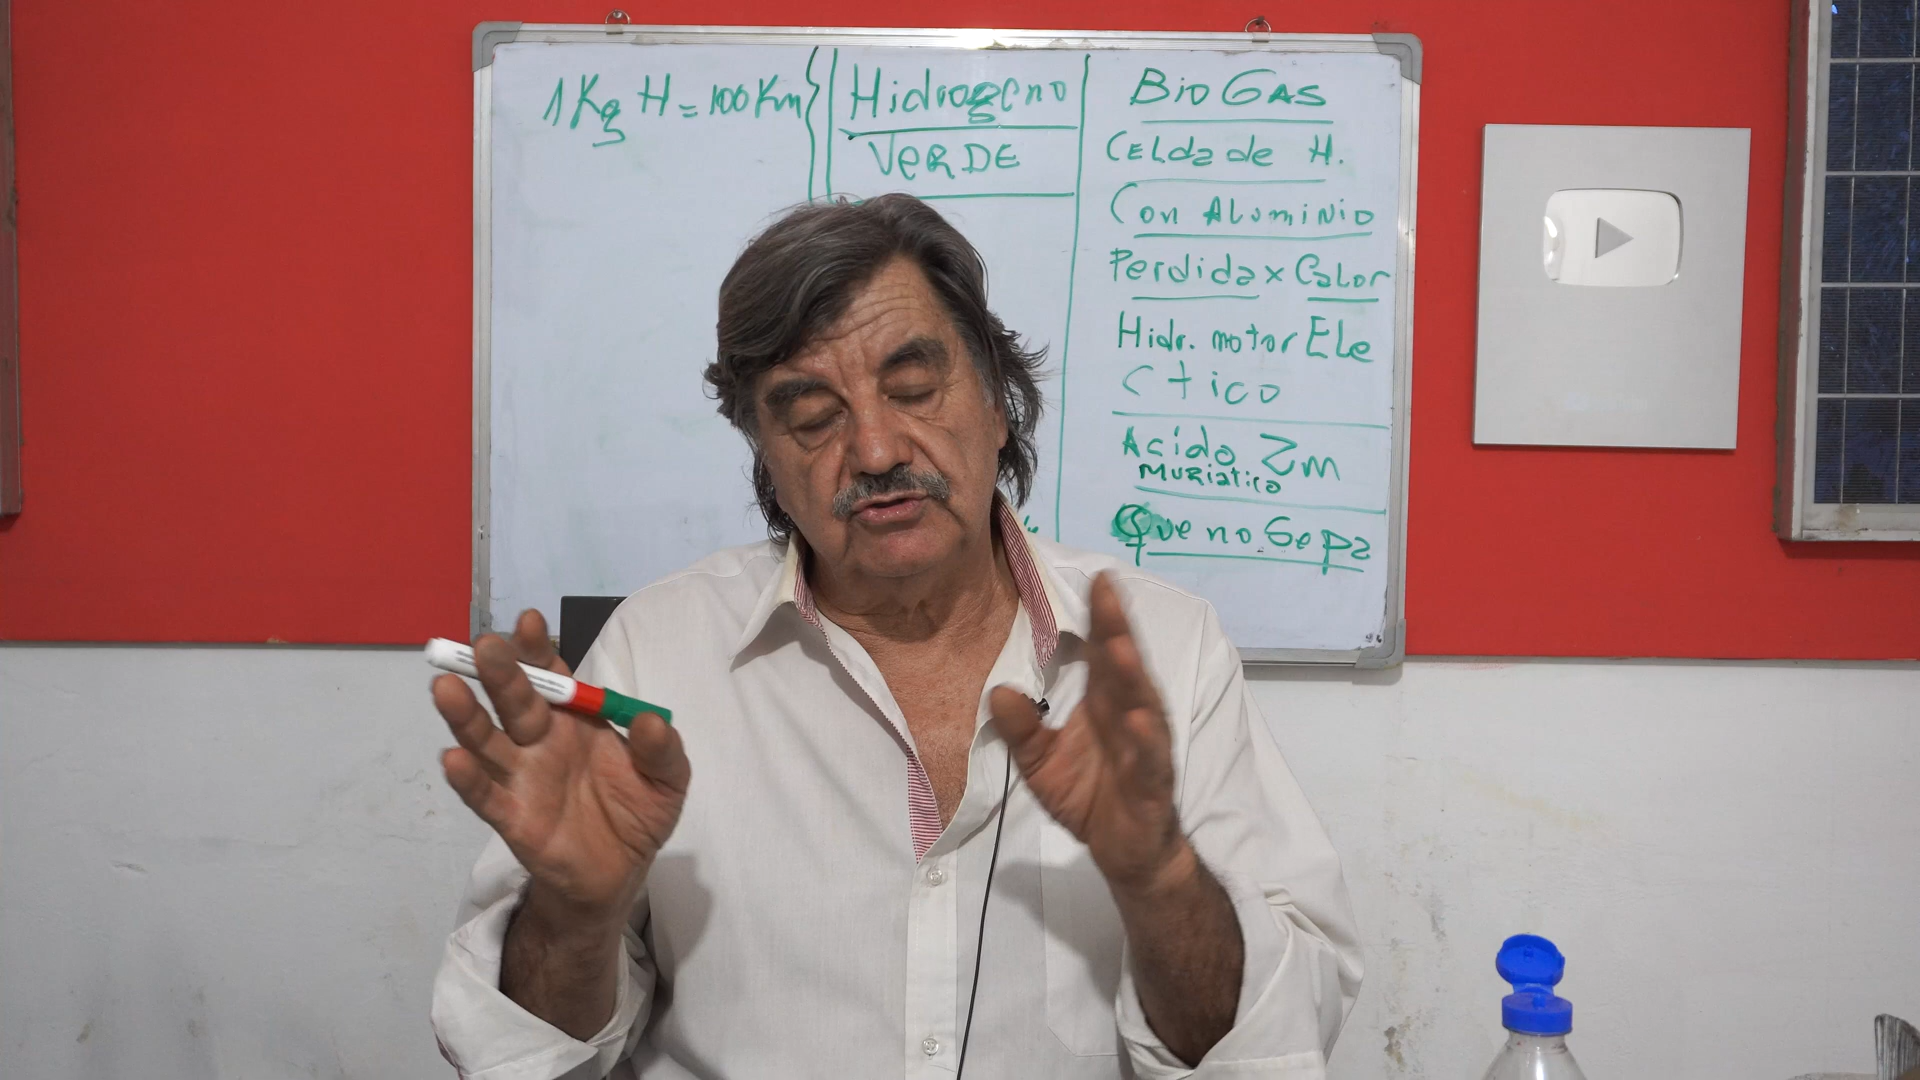 1Kg H = 100Km
Hidrogeno
VERDE
BIO GAS
CELda de H.
Con ALUMINIO
Perdida x CaLor
Hidr. motor ELe
Ctico
Acido Zm
MURiatico
Que no Sepa